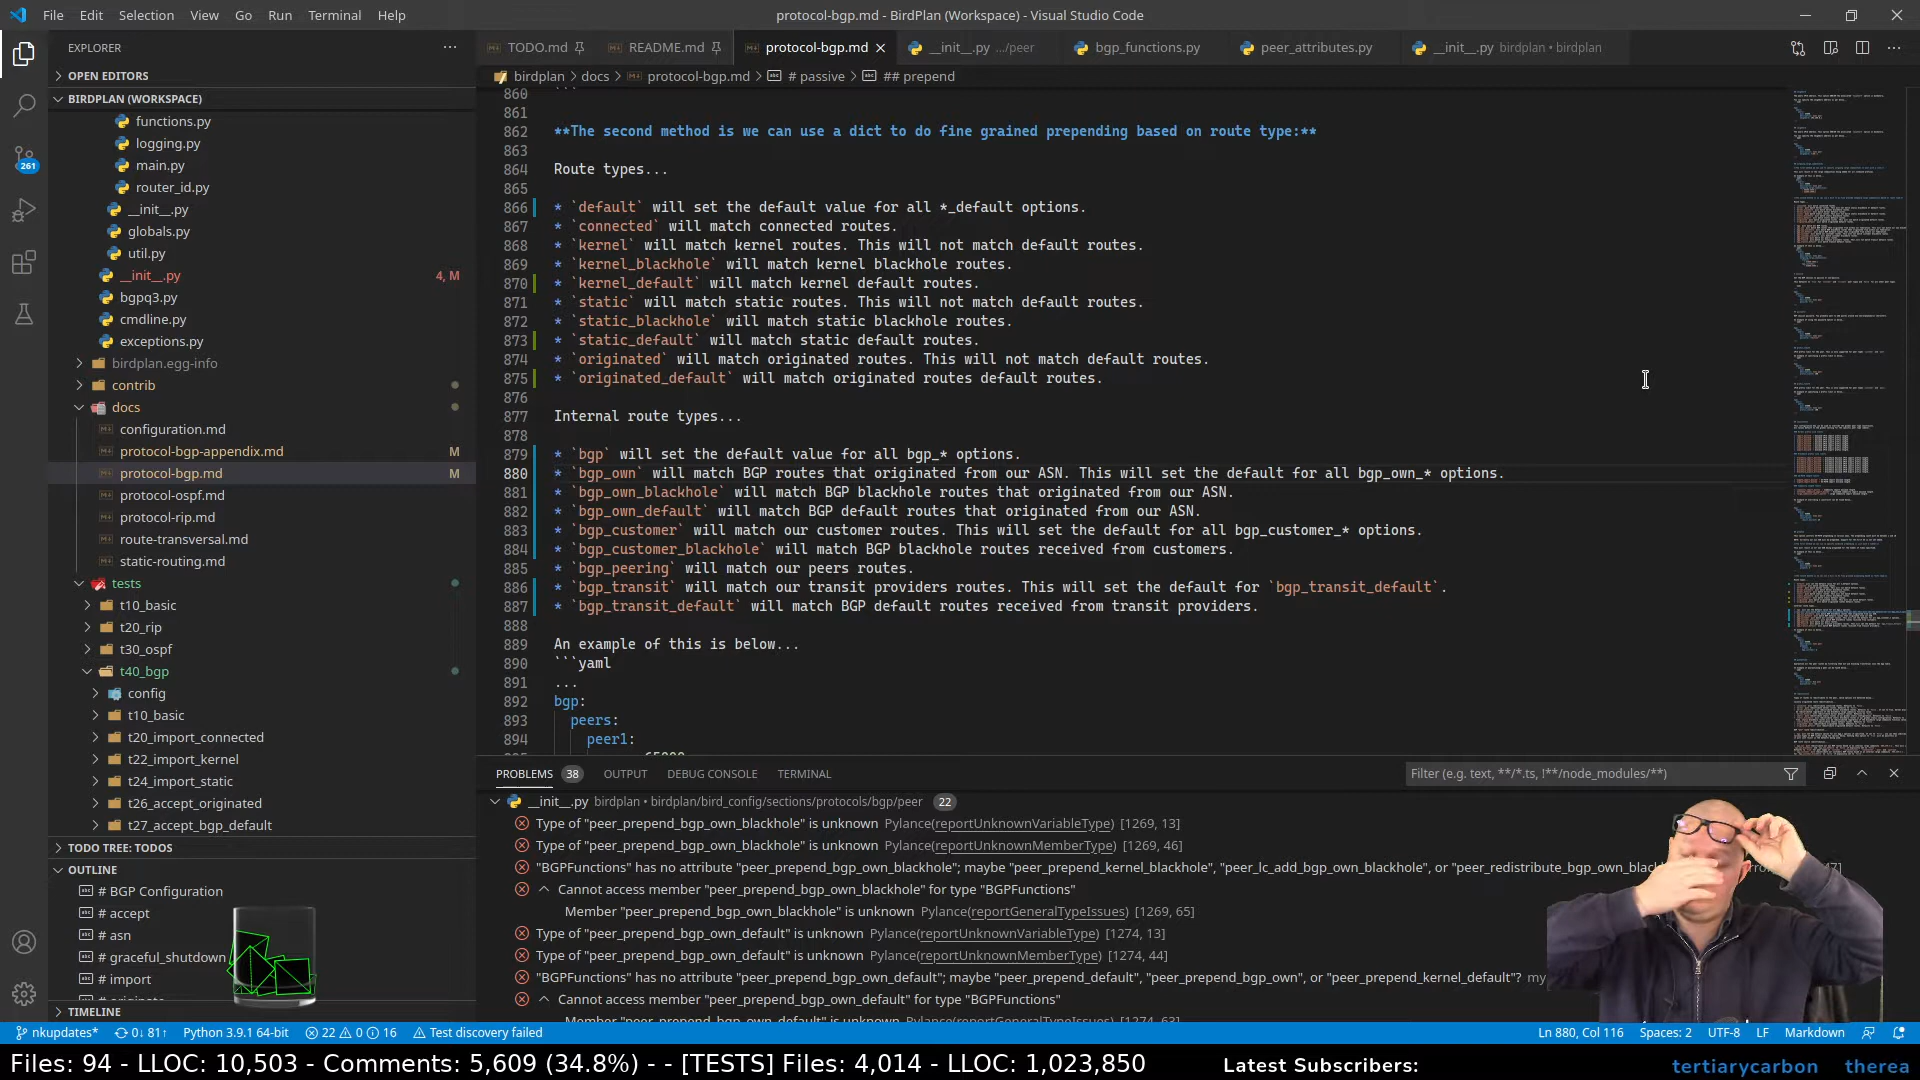 File Edit Selection View Go Run Terminal Help
protocol-bgp.md - BirdPlan (Workspace) - Visual Studio Code
EXPLORER
TODO.md
README.md
protocol-bgp.md
__init__.py .../peer
bgp_functions.py
peer_attributes.py
__init__.py birdplan • birdplan
birdplan > docs > protocol-bgp.md > # passive > ## prepend
OPEN EDITORS
BIRDPLAN (WORKSPACE)
functions.py
logging.py
main.py
router_id.py
__init__.py
globals.py
util.py
__init__.py 4, M
bgpq3.py
cmdline.py
exceptions.py
birdplan.egg-info
contrib
docs
configuration.md
protocol-bgp-appendix.md M
protocol-bgp.md M
protocol-ospf.md
protocol-rip.md
route-transversal.md
static-routing.md
tests
t10_basic
t20_rip
t30_ospf
t40_bgp
config
t10_basic
t20_import_connected
t22_import_kernel
t24_import_static
t26_accept_originated
t27_accept_bgp_default
TODO TREE: TODOS
OUTLINE
# BGP Configuration
# accept
# asn
# graceful_shutdown
# import
TIMELINE
261
860 ```
861
862 **The second method is we can use a dict to do fine grained prepending based on route type:**
863
864 Route types...
865
866 * `default` will set the default value for all *_default options.
867 * `connected` will match connected routes.
868 * `kernel` will match kernel routes. This will not match default routes.
869 * `kernel_blackhole` will match kernel blackhole routes.
870 * `kernel_default` will match kernel default routes.
871 * `static` will match static routes. This will not match default routes.
872 * `static_blackhole` will match static blackhole routes.
873 * `static_default` will match static default routes.
874 * `originated` will match originated routes. This will not match default routes.
875 * `originated_default` will match originated routes default routes.
876
877 Internal route types...
878
879 * `bgp` will set the default value for all bgp_* options.
880 * `bgp_own` will match BGP routes that originated from our ASN. This will set the default for all bgp_own_* options.
881 * `bgp_own_blackhole` will match BGP blackhole routes that originated from our ASN.
882 * `bgp_own_default` will match BGP default routes that originated from our ASN.
883 * `bgp_customer` will match our customer routes. This will set the default for all bgp_customer_* options.
884 * `bgp_customer_blackhole` will match BGP blackhole routes received from customers.
885 * `bgp_peering` will match our peers routes.
886 * `bgp_transit` will match our transit providers routes. This will set the default for `bgp_transit_default`.
887 * `bgp_transit_default` will match BGP default routes received from transit providers.
888
889 An example of this is below...
890 ```yaml
891 ...
892 bgp:
893 peers:
894 peer1:
PROBLEMS 38 OUTPUT DEBUG CONSOLE TERMINAL
Filter (e.g. text, **/*.ts, !**/node_modules/**)
__init__.py birdplan • birdplan/bird_config/sections/protocols/bgp/peer 22
Type of "peer_prepend_bgp_own_blackhole" is unknown Pylance(reportUnknownVariableType) [1269, 13]
Type of "peer_prepend_bgp_own_blackhole" is unknown Pylance(reportUnknownMemberType) [1269, 46]
"BGPFunctions" has no attribute "peer_prepend_bgp_own_blackhole"; maybe "peer_prepend_kernel_blackhole", "peer_lc_add_bgp_own_blackhole", or "peer_redistribute_bgp_own_blac
Cannot access member "peer_prepend_bgp_own_blackhole" for type "BGPFunctions"
Member "peer_prepend_bgp_own_blackhole" is unknown Pylance(reportGeneralTypeIssues) [1269, 65]
Type of "peer_prepend_bgp_own_default" is unknown Pylance(reportUnknownVariableType) [1274, 13]
Type of "peer_prepend_bgp_own_default" is unknown Pylance(reportUnknownMemberType) [1274, 44]
"BGPFunctions" has no attribute "peer_prepend_bgp_own_default"; maybe "peer_prepend_default", "peer_prepend_bgp_own", or "peer_prepend_kernel_default"? my
Cannot access member "peer_prepend_bgp_own_default" for type "BGPFunctions"
nkupdates* 0↓ 81↑ Python 3.9.1 64-bit 22 0 16 Test discovery failed
Ln 880, Col 116 Spaces: 2 UTF-8 LF Markdown
Files: 94 - LLOC: 10,503 - Comments: 5,609 (34.8%) - - [TESTS] Files: 4,014 - LLOC: 1,023,850
Latest Subscribers:
tertiarycarbon therea